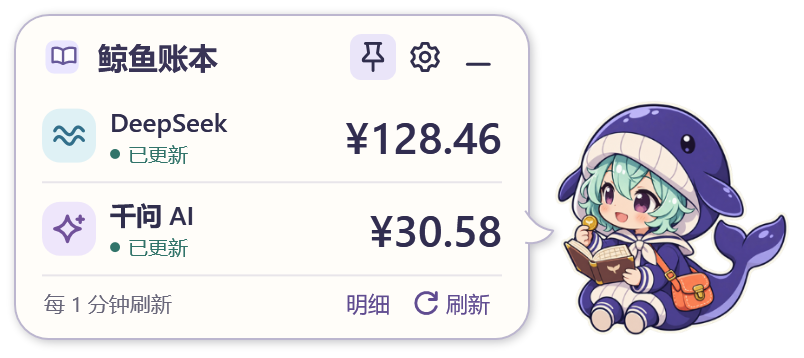 鲸鱼账本
DeepSeek
已更新
¥128.46
千问 AI
已更新
¥30.58
每 1 分钟刷新
明细
刷新